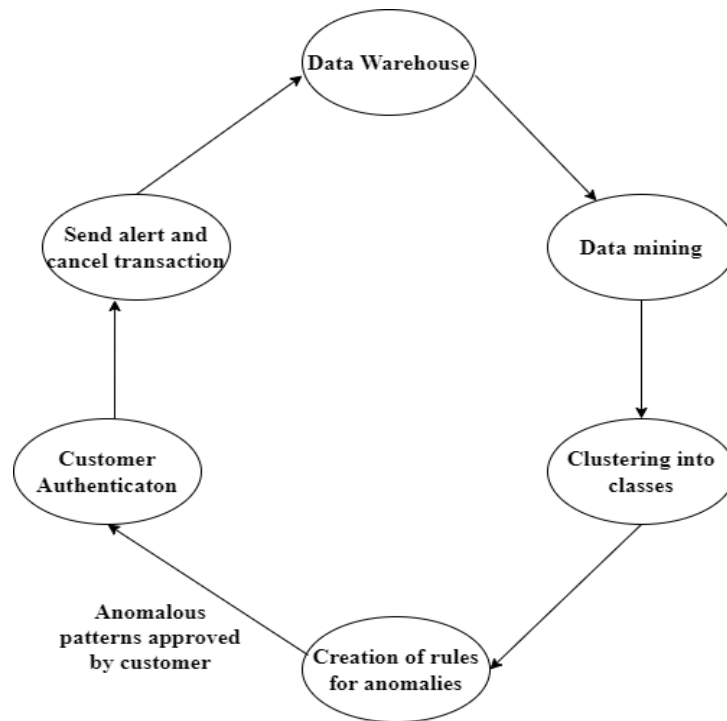 Data Warehouse
Send alert and
cancel transaction
Data mining
Customer
Authenticaton
Clustering into
classes
Anomalous
patterns approved
by customer
Creation of rules
for anomalies